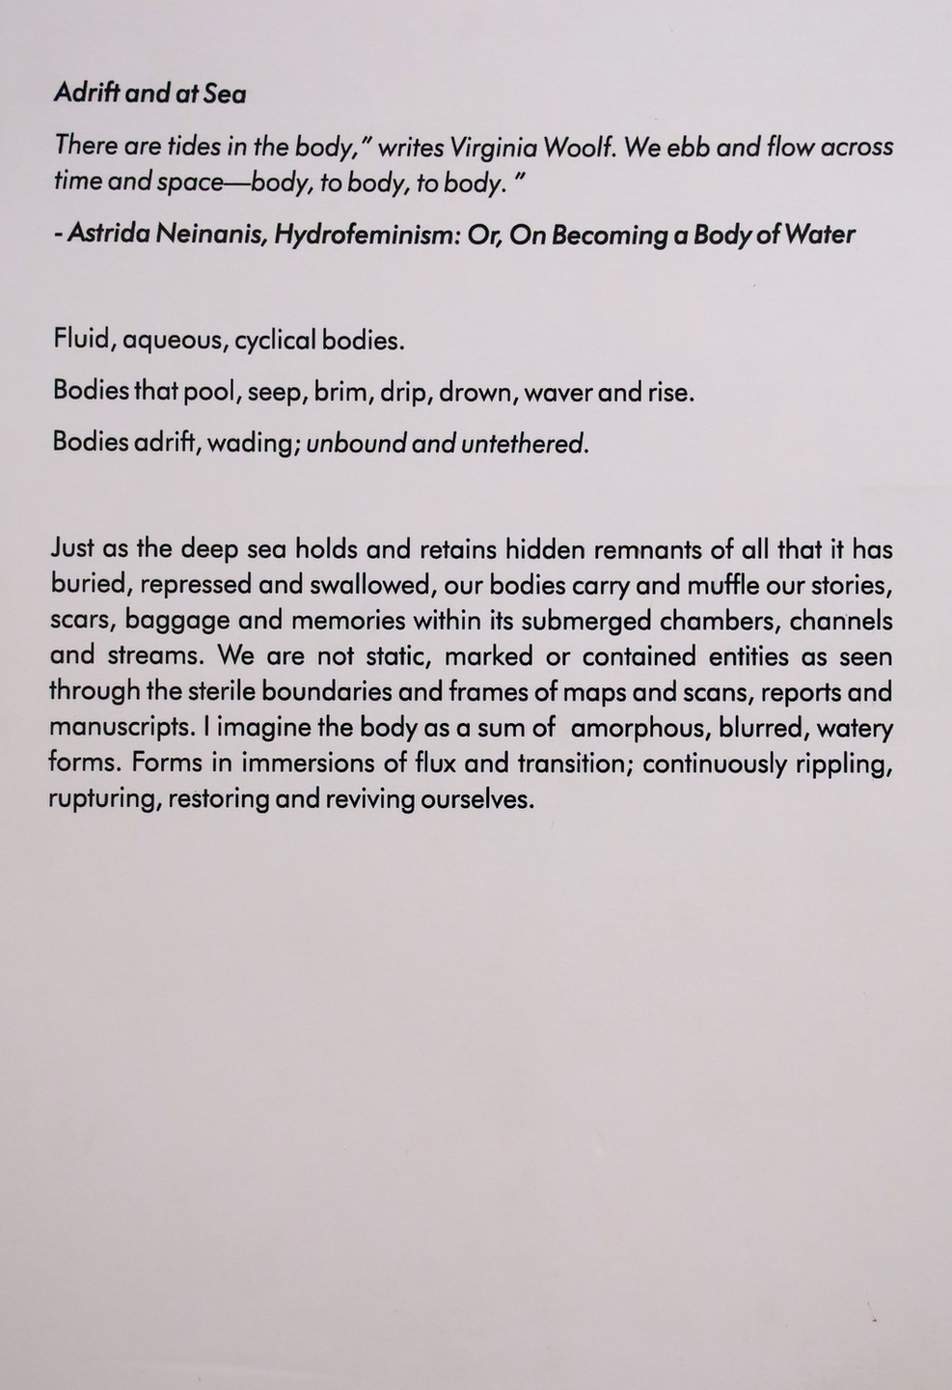 Adrift and at Sea
There are tides in the body,” writes Virginia Woolf. We ebb and flow across
time and space—body, to body, to body. ”
- Astrida Neinanis, Hydrofeminism: Or, On Becoming a Body of Water
Fluid, aqueous, cyclical bodies.
Bodies that pool, seep, brim, drip, drown, waver and rise.
Bodies adrift, wading; unbound and untethered.
Just as the deep sea holds and retains hidden remnants of all that it has
buried, repressed and swallowed, our bodies carry and muffle our stories,
scars, baggage and memories within its submerged chambers, channels
and streams. We are not static, marked or contained entities as seen
through the sterile boundaries and frames of maps and scans, reports and
manuscripts. I imagine the body as a sum of  amorphous, blurred, watery
forms. Forms in immersions of flux and transition; continuously rippling,
rupturing, restoring and reviving ourselves.